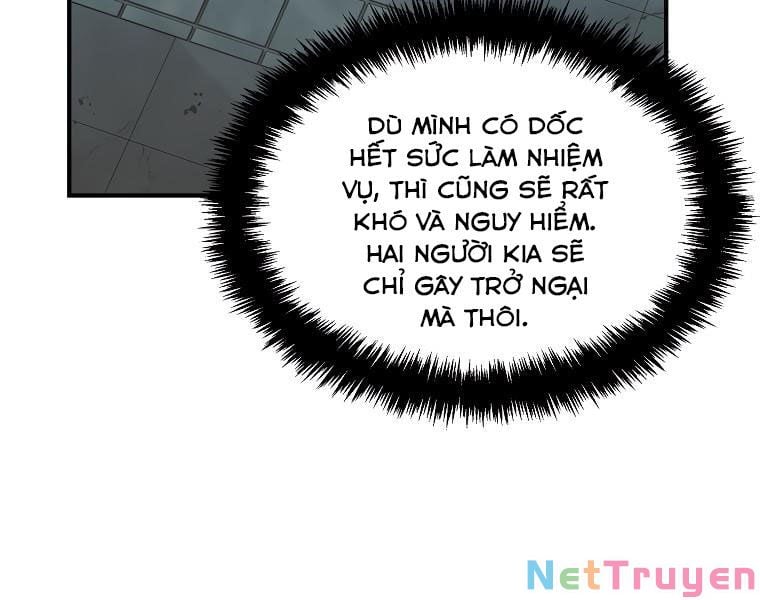 DÙ MÌNH CÓ DỐC
HẾT SỨC LÀM NHIỆM
VỤ, THÌ CŨNG SẼ RẤT
KHÓ VÀ NGUY HIỂM.
HAI NGƯỜI KIA SẼ
CHỈ GÂY TRỞ NGẠI
MÀ THÔI.
NetTruyen